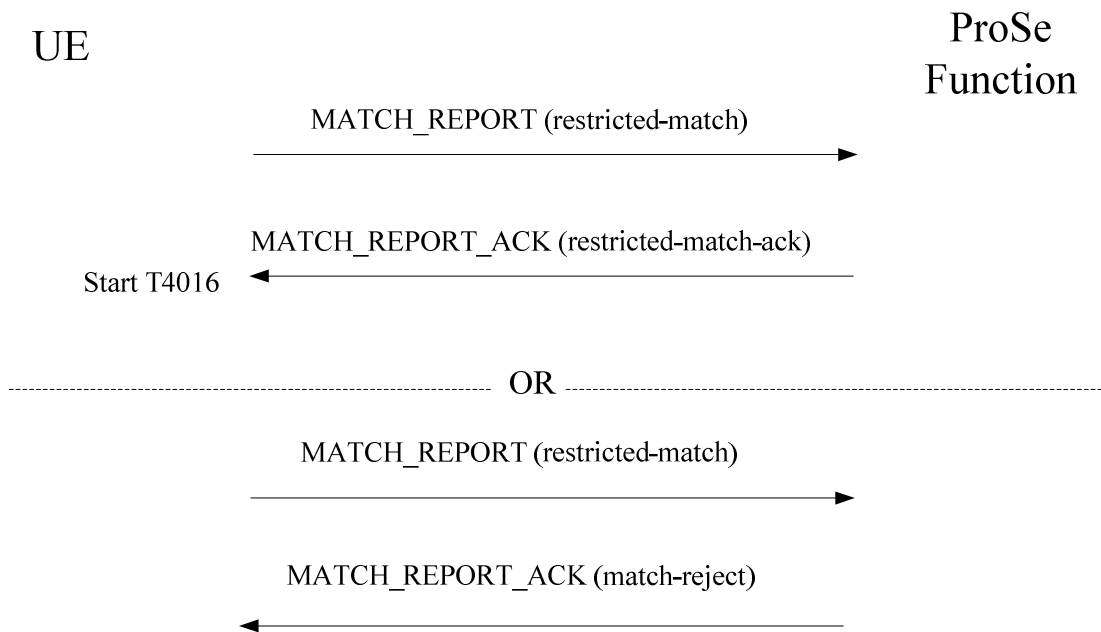 UE
ProSe
Function
MATCH_REPORT (restricted-match)
MATCH_REPORT_ACK (restricted-match-ack)
Start T4016
OR
MATCH_REPORT (restricted-match)
MATCH_REPORT_ACK (match-reject)